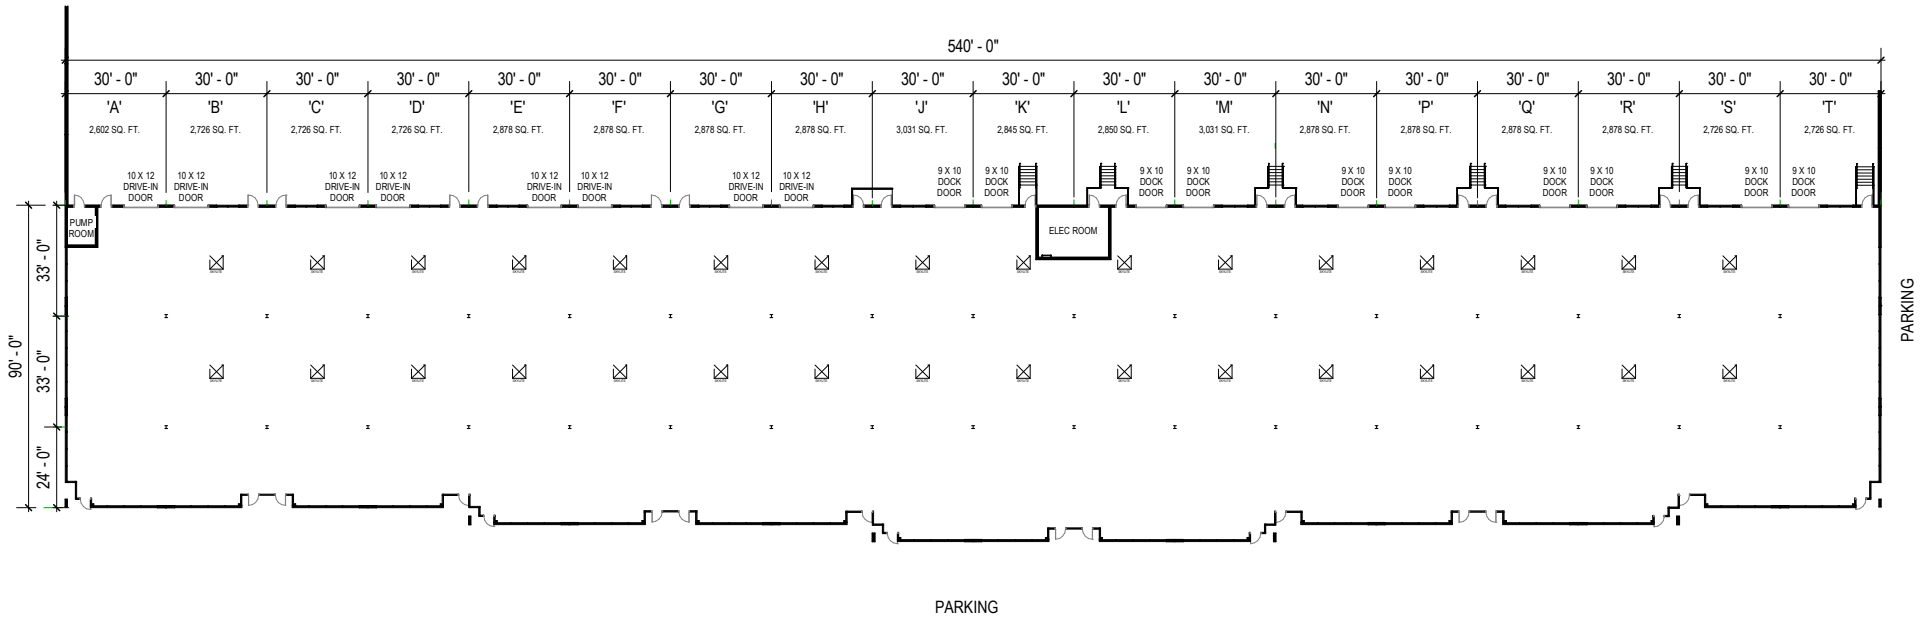 540' - 0"
30' - 0" 30' - 0" 30' - 0" 30' - 0" 30' - 0" 30' - 0" 30' - 0" 30' - 0" 30' - 0" 30' - 0" 30' - 0" 30' - 0" 30' - 0" 30' - 0" 30' - 0" 30' - 0" 30' - 0" 30' - 0"
'A' 'B' 'C' 'D' 'E' 'F' 'G' 'H' 'J' 'K' 'L' 'M' 'N' 'P' 'Q' 'R' 'S' 'T'
2,602 SQ. FT. 2,726 SQ. FT. 2,726 SQ. FT. 2,726 SQ. FT. 2,878 SQ. FT. 2,878 SQ. FT. 2,878 SQ. FT. 2,878 SQ. FT. 3,031 SQ. FT. 2,845 SQ. FT. 2,850 SQ. FT. 3,031 SQ. FT. 2,878 SQ. FT. 2,878 SQ. FT. 2,878 SQ. FT. 2,878 SQ. FT. 2,726 SQ. FT. 2,726 SQ. FT.
10 X 12 10 X 12 10 X 12 10 X 12 10 X 12 10 X 12 10 X 12 10 X 12 9 X 10 9 X 10 9 X 10 9 X 10 9 X 10 9 X 10 9 X 10 9 X 10 9 X 10 9 X 10
DRIVE-IN DRIVE-IN DRIVE-IN DRIVE-IN DRIVE-IN DRIVE-IN DRIVE-IN DRIVE-IN DOCK DOCK DOCK DOCK DOCK DOCK DOCK DOCK DOCK DOCK
DOOR DOOR DOOR DOOR DOOR DOOR DOOR DOOR DOOR DOOR DOOR DOOR DOOR DOOR DOOR DOOR DOOR DOOR
PUMP
ROOM
ELEC ROOM
33' - 0"
33' - 0"
24' - 0"
90' - 0"
PARKING
PARKING